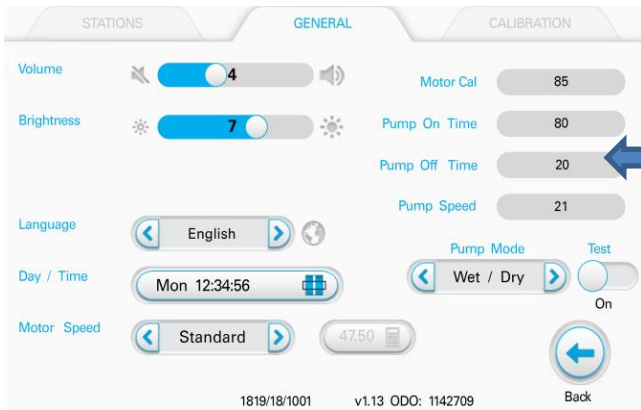 STATIONS GENERAL CALIBRATION
Volume 4 Motor Cal 85
Brightness 7 Pump On Time 80
Pump Off Time 20
Pump Speed 21
Language English
Pump Mode Test
Day / Time Mon 12:34:56 Wet / Dry
On
Motor Speed Standard 47.50
1819/18/1001 v1.13 ODO: 1142709 Back